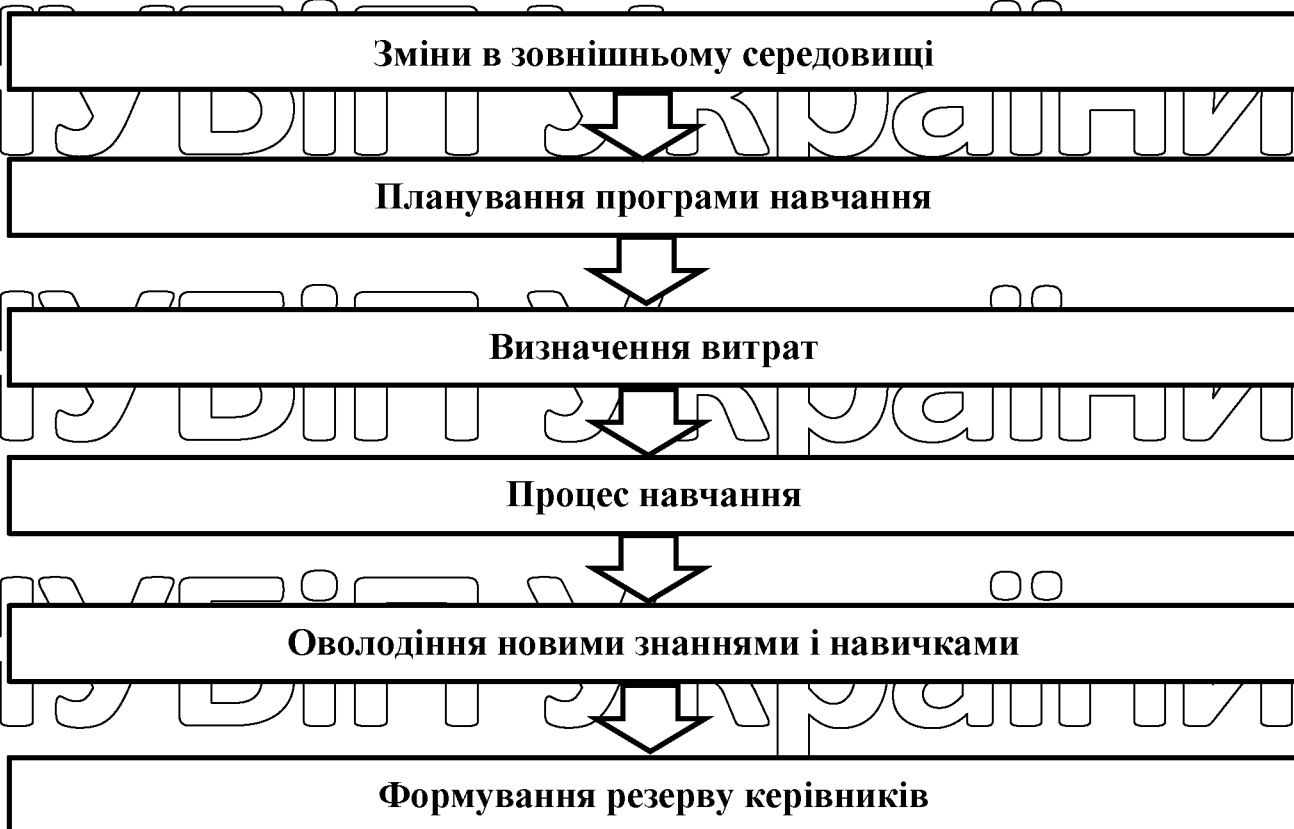 Зміни в зовнішньому середовищі
Планування програми навчання
Визначення витрат
Процес навчання
Оволодіння новими знаннями і навичками
Формування резерву керівників